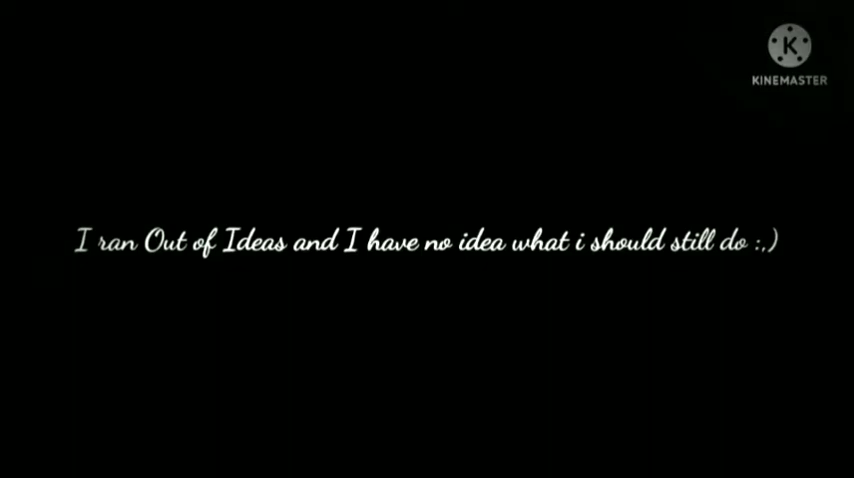 KINEMASTER
I ran Out of Ideas and I have no idea what i should still do :,)